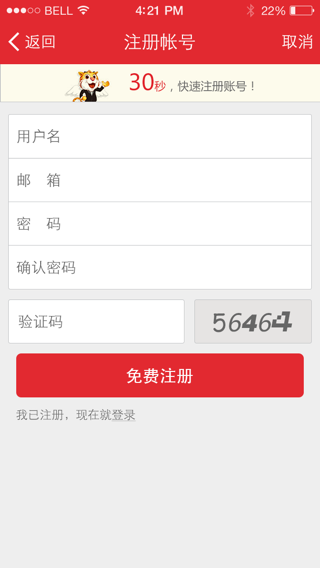 BELL 4:21 PM 22%
返回 注册帐号 取消
30秒，快速注册账号！
用户名
邮 箱
密 码
确认密码
验证码 56464
免费注册
我已注册，现在就登录